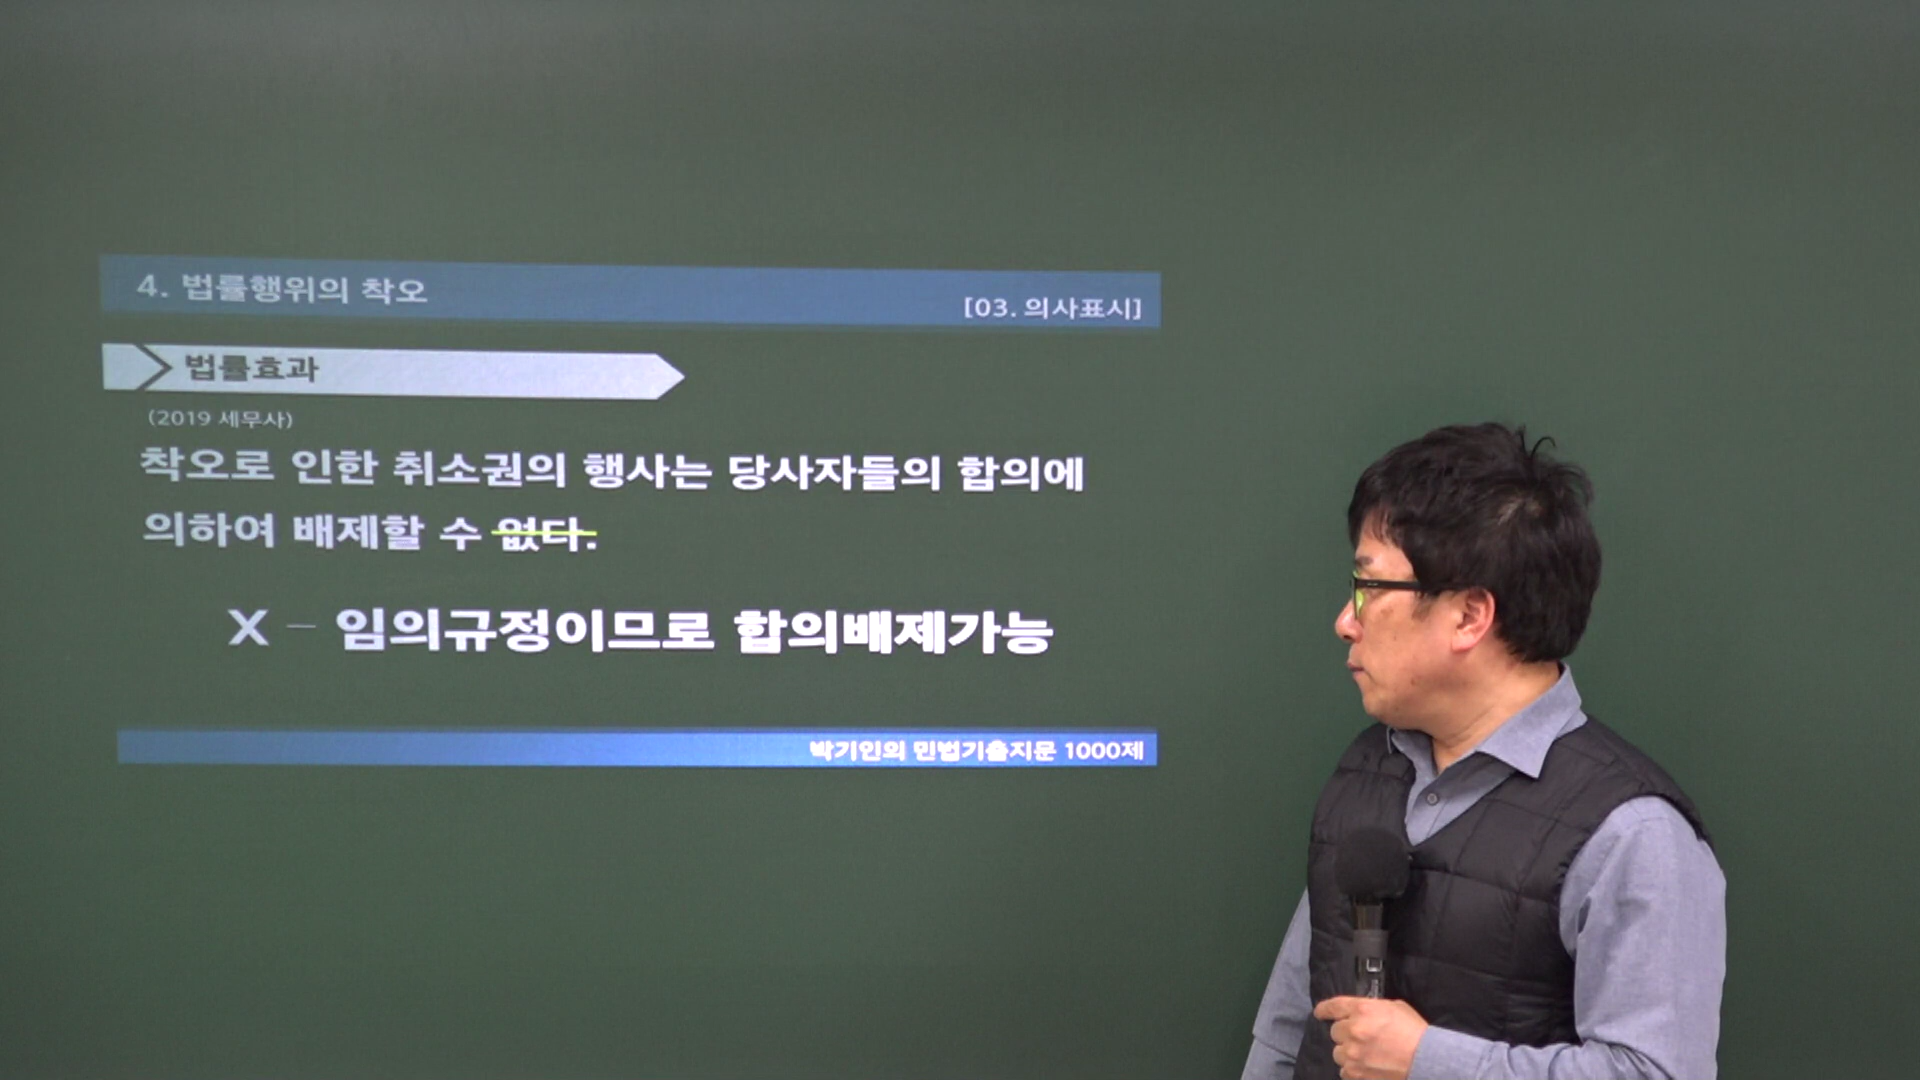 4. 법률행위의 착오
[03. 의사표시]
법률효과
(2019 세무사)
착오로 인한 취소권의 행사는 당사자들의 합의에
의하여 배제할 수 없다.
X - 임의규정이므로 합의배제가능
박기인의 민법기출지문 1000제